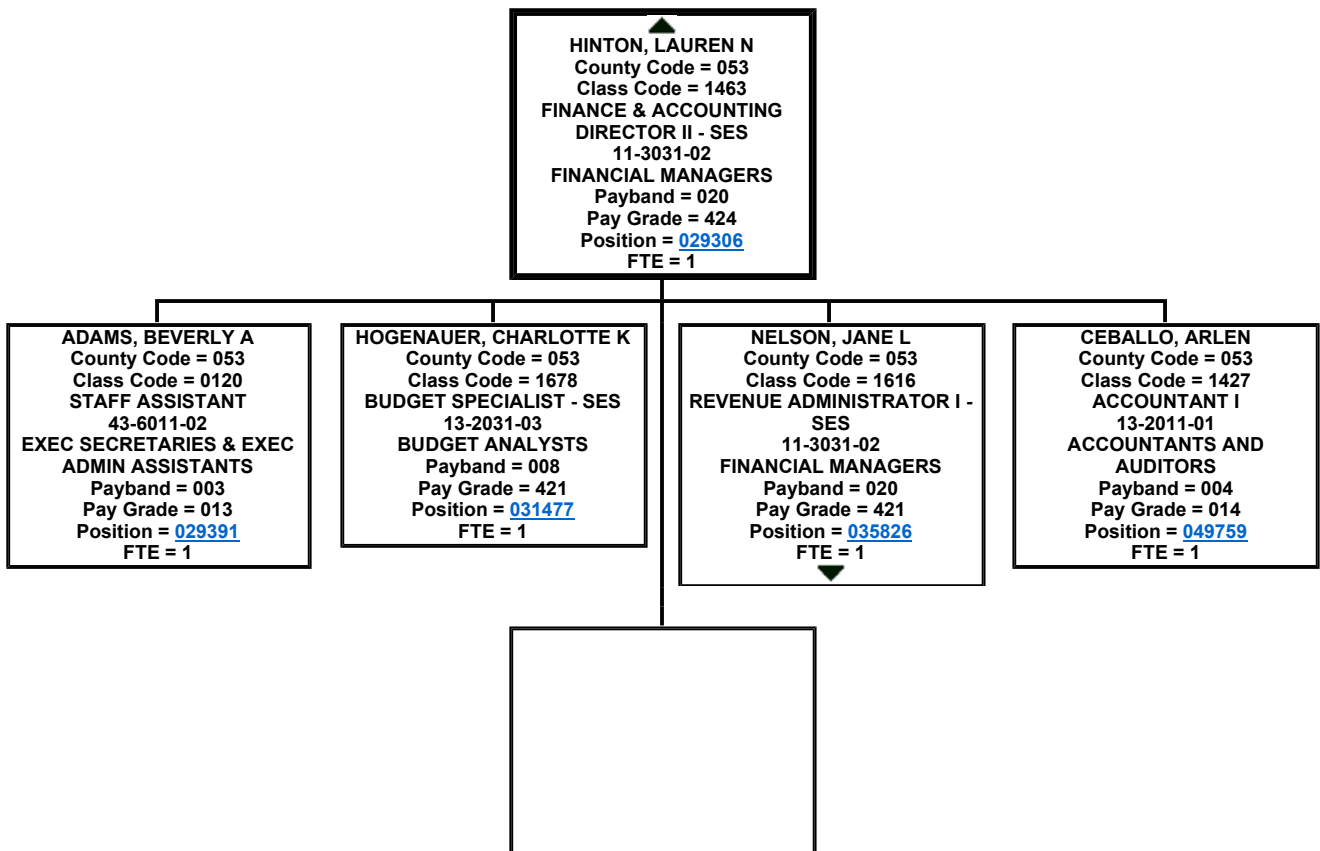 HINTON, LAUREN N
County Code = 053
Class Code = 1463
FINANCE & ACCOUNTING
DIRECTOR II - SES
11-3031-02
FINANCIAL MANAGERS
Payband = 020
Pay Grade = 424
Position = 029306
FTE = 1
ADAMS, BEVERLY A
County Code = 053
Class Code = 0120
STAFF ASSISTANT
43-6011-02
EXEC SECRETARIES & EXEC
ADMIN ASSISTANTS
Payband = 003
Pay Grade = 013
Position = 029391
FTE = 1
HOGENAUER, CHARLOTTE K
County Code = 053
Class Code = 1678
BUDGET SPECIALIST - SES
13-2031-03
BUDGET ANALYSTS
Payband = 008
Pay Grade = 421
Position = 031477
FTE = 1
NELSON, JANE L
County Code = 053
Class Code = 1616
REVENUE ADMINISTRATOR I -
SES
11-3031-02
FINANCIAL MANAGERS
Payband = 020
Pay Grade = 421
Position = 035826
FTE = 1
CEBALLO, ARLEN
County Code = 053
Class Code = 1427
ACCOUNTANT I
13-2011-01
ACCOUNTANTS AND
AUDITORS
Payband = 004
Pay Grade = 014
Position = 049759
FTE = 1